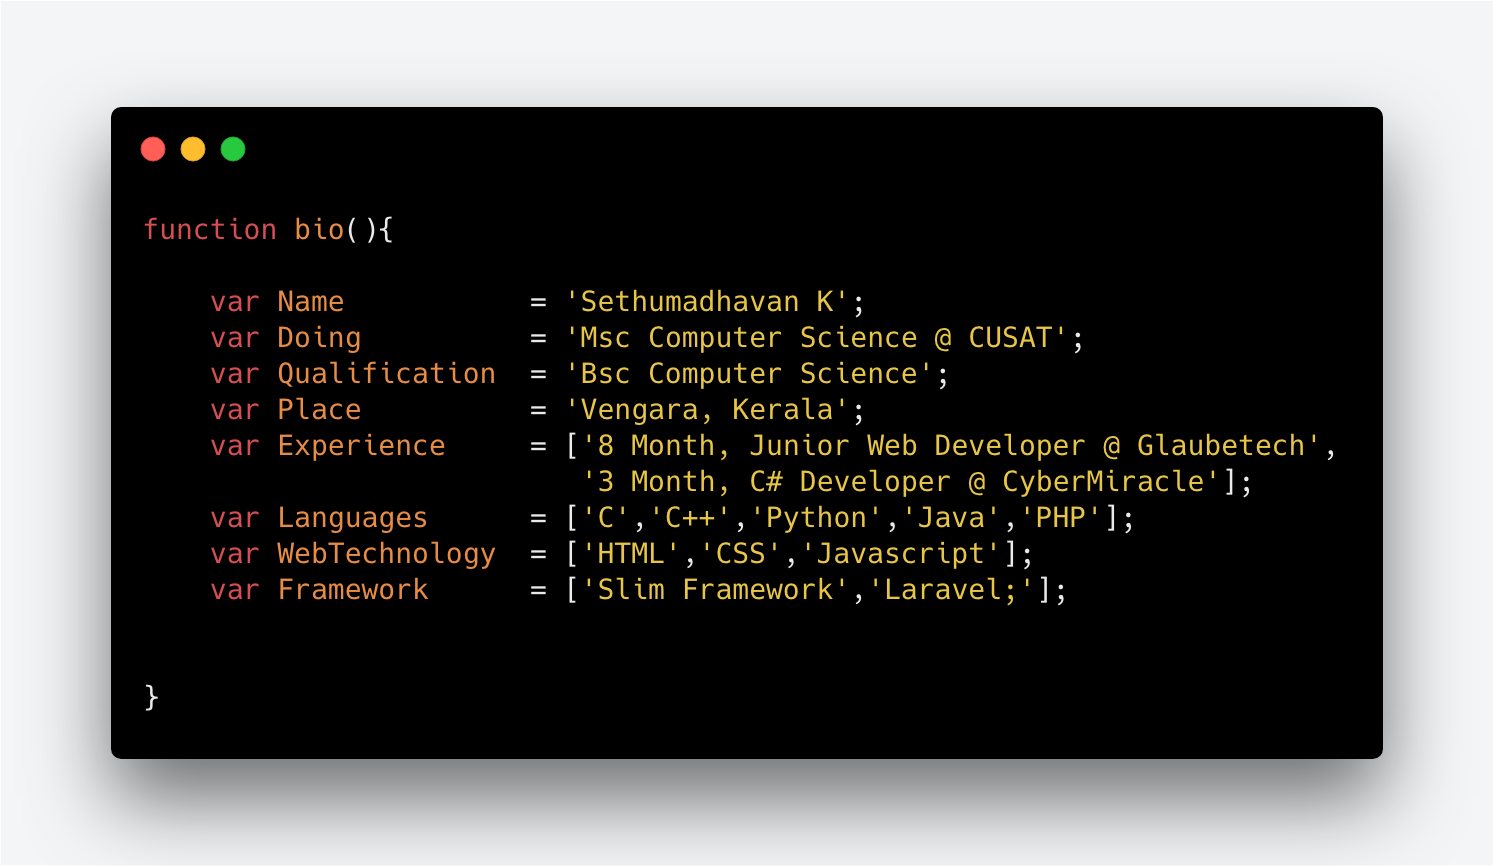 function bio(){
var Name = 'Sethumadhavan K';
var Doing = 'Msc Computer Science @ CUSAT';
var Qualification = 'Bsc Computer Science';
var Place = 'Vengara, Kerala';
var Experience = ['8 Month, Junior Web Developer @ Glaubetech',
'3 Month, C# Developer @ CyberMiracle'];
var Languages = ['C','C++','Python','Java','PHP'];
var WebTechnology = ['HTML','CSS','Javascript'];
var Framework = ['Slim Framework','Laravel;'];
}